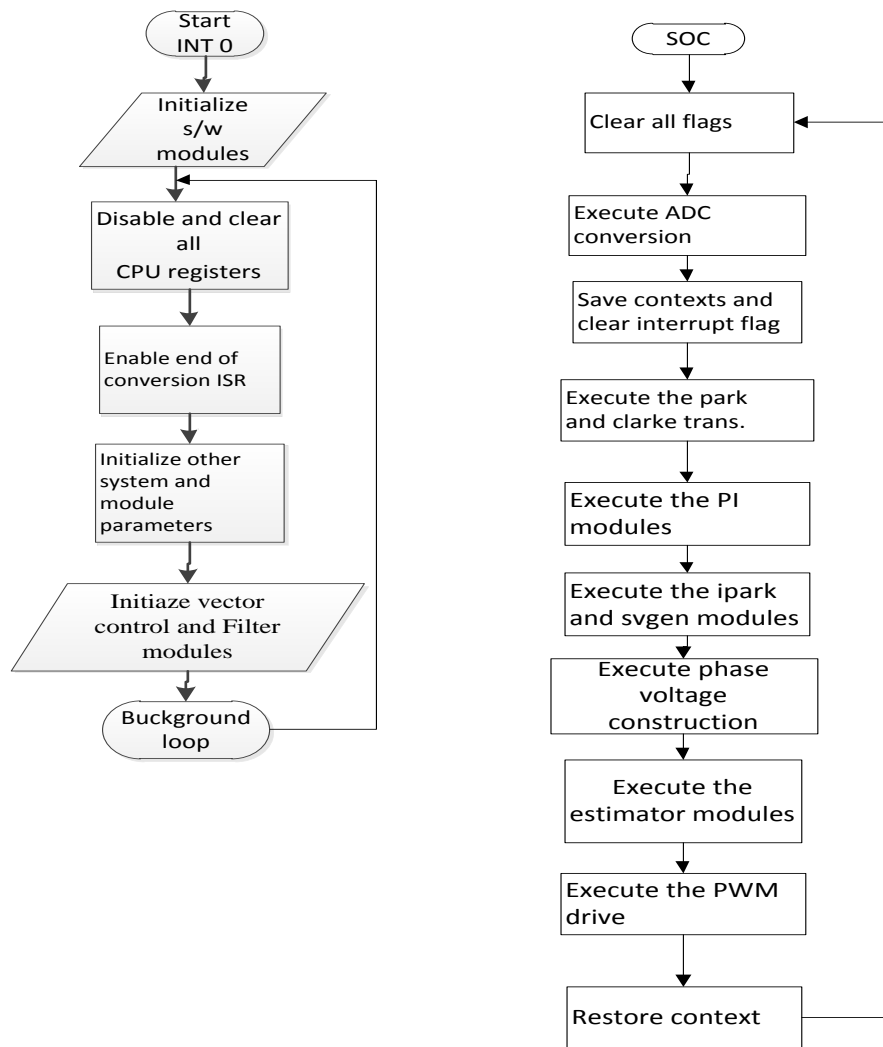 Start
INT 0
Initialize
s/w
modules
Disable and clear
all
CPU registers
Enable end of
conversion ISR
Initialize other
system and
module
parameters
Initiaze vector
control and Filter
modules
Buckground
loop
SOC
Clear all flags
Execute ADC
conversion
Save contexts and
clear interrupt flag
Execute the park
and clarke trans.
Execute the PI
modules
Execute the ipark
and svgen modules
Execute phase
voltage
construction
Execute the
estimator modules
Execute the PWM
drive
Restore context